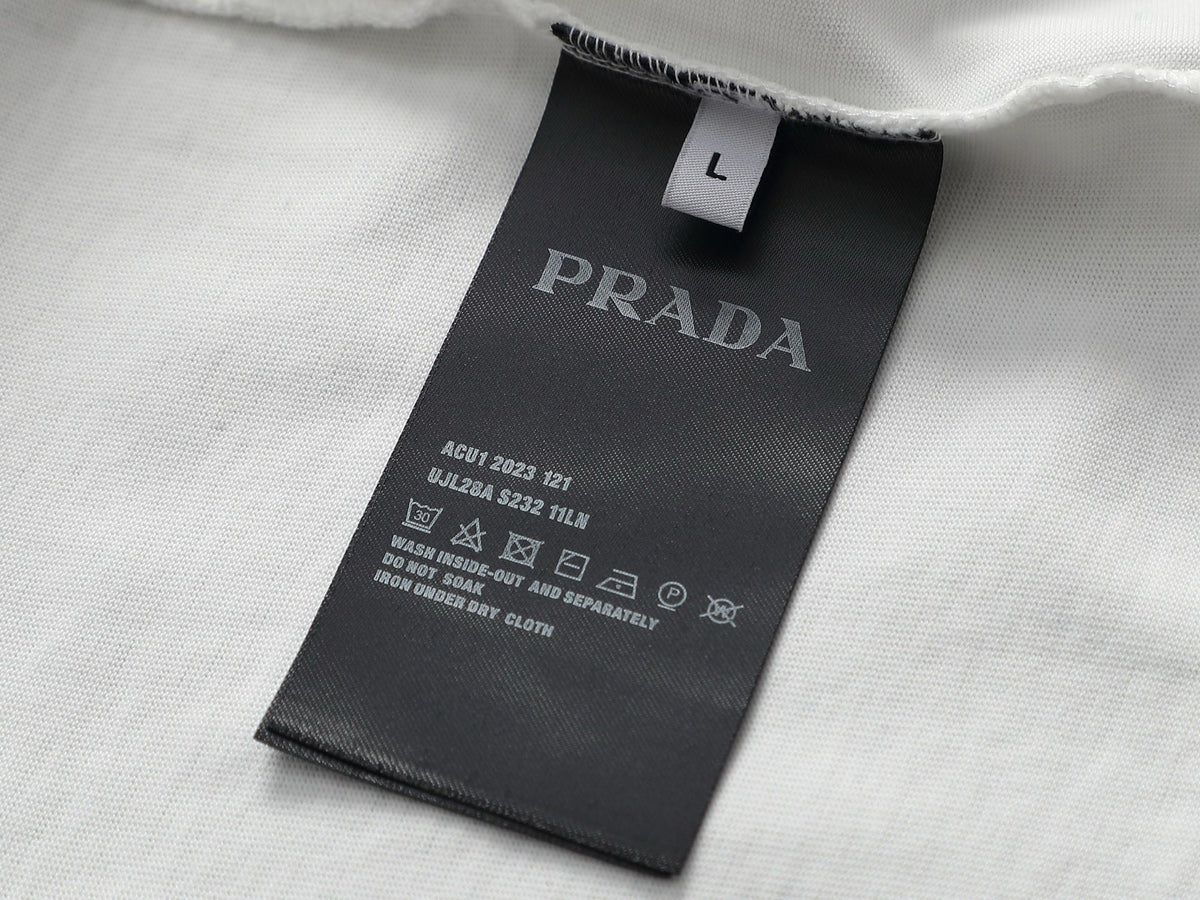 L
PRADA
ACU1 2023 121
UJL28A S232 11LN
30
P
WASH INSIDE-OUT AND SEPARATELY
DO NOT SOAK
IRON UNDER DRY CLOTH